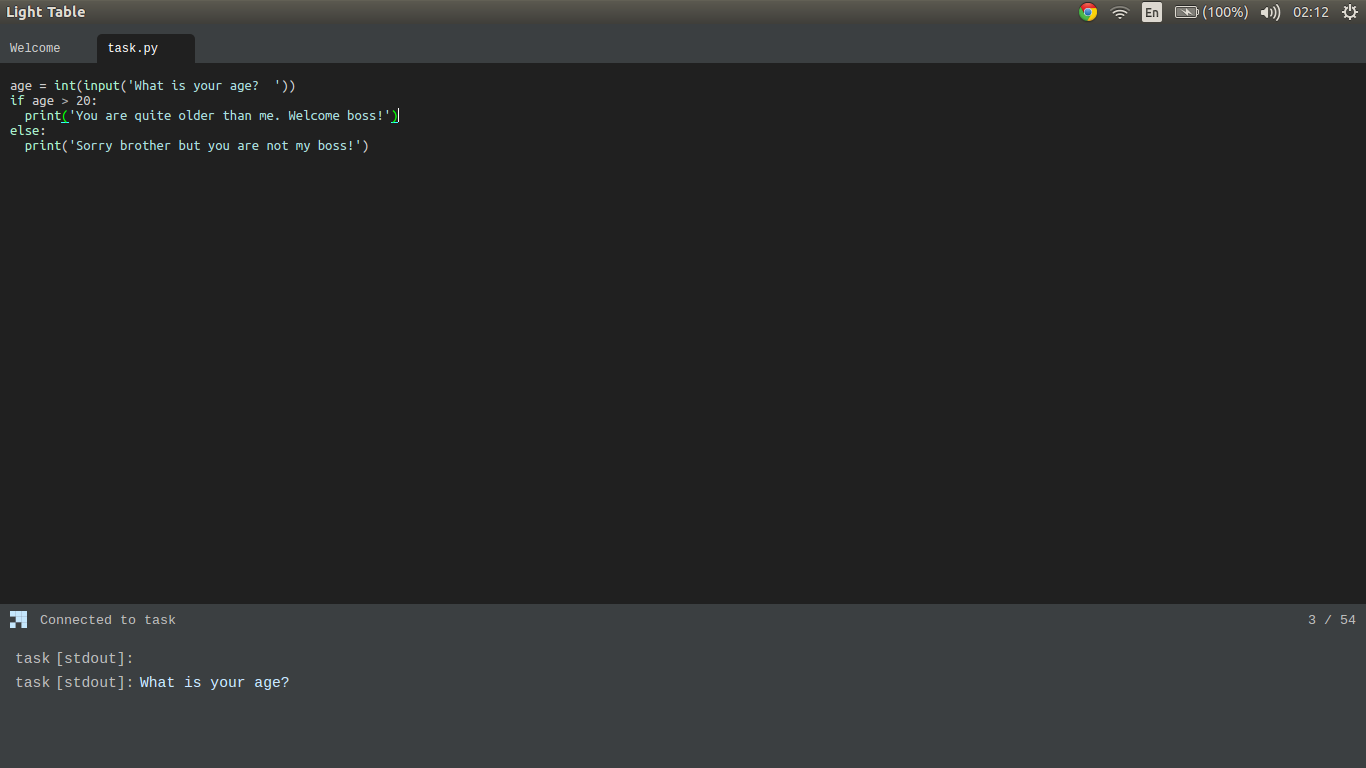 Light Table
En (100%) 02:12
Welcome task.py
age = int(input('What is your age?  '))
if age > 20:
  print('You are quite older than me. Welcome boss!')
else:
  print('Sorry brother but you are not my boss!')
Connected to task 3 / 54
task [stdout]:
task [stdout]: What is your age?